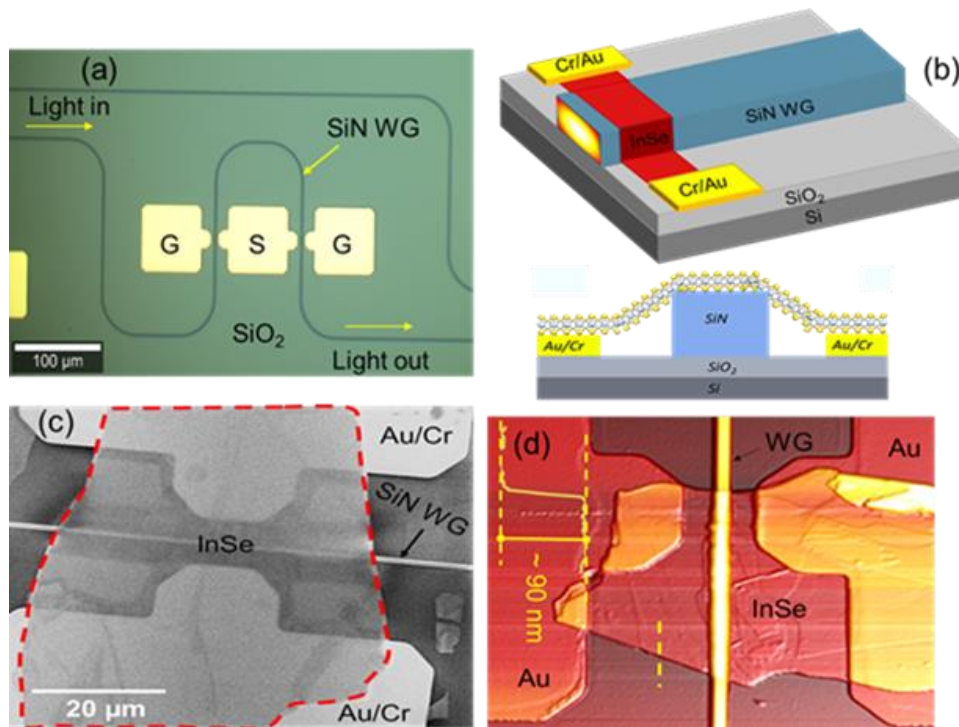 (a)
Light in
SiN WG
G
S
G
SiO₂
Light out
100 μm
(b)
Cr/Au
SiN WG
InSe
Cr/Au
SiO₂
Si
SiN
Au/Cr
Au/Cr
SiO₂
Si
(c)
Au/Cr
SiN WG
InSe
20 μm
Au/Cr
(d)
WG
Au
~ 90 nm
InSe
Au